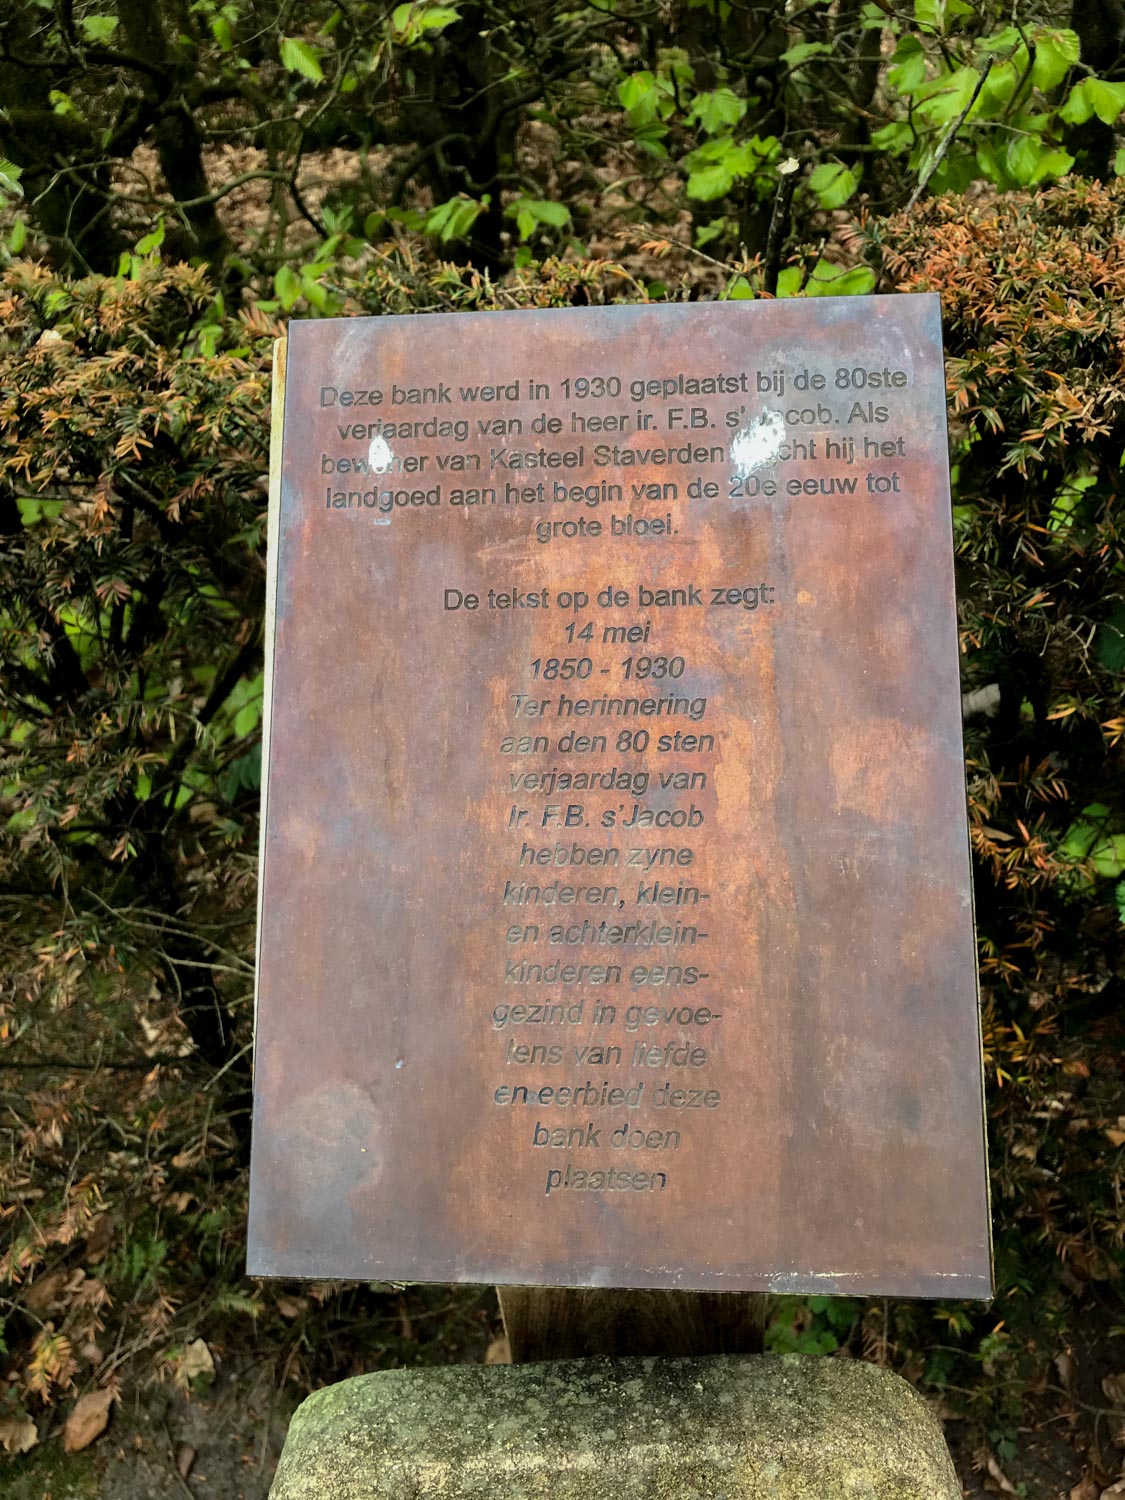 Deze bank werd in 1930 geplaatst bij de 80ste
verjaardag van de heer ir. F.B. s' Jacob. Als
bewoner van Kasteel Staverden bracht hij het
landgoed aan het begin van de 20e eeuw tot
grote bloei.
De tekst op de bank zegt:
14 mei
1850 - 1930
Ter herinnering
aan den 80 sten
verjaardag van
Ir. F.B. s'Jacob
hebben zyne
kinderen, klein-
en achterklein-
kinderen eens-
gezind in gevoe-
lens van liefde
en eerbied deze
bank doen
plaatsen